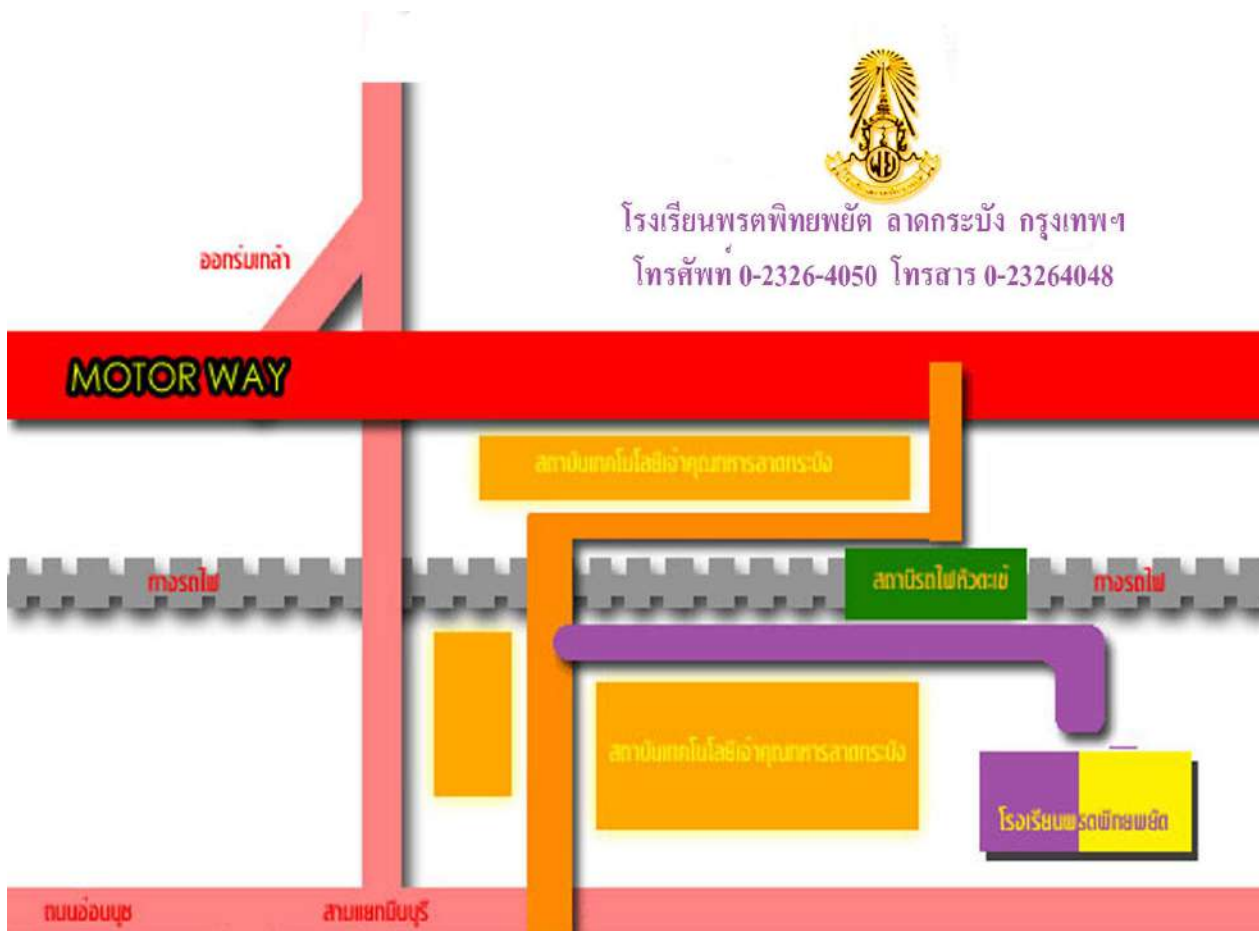 โรงเรียนพรตพิทยพยัต ลาดกระบัง กรุงเทพฯ
โทรศัพท์ 0-2326-4050 โทรสาร 0-23264048
ออกร่มเกล้า
MOTOR WAY
สถาบันเทคโนโลยีเจ้าคุณทหารลาดกระบัง
ทางรถไฟ
สถานีรถไฟหัวตะเข้
ทางรถไฟ
สถาบันเทคโนโลยีเจ้าคุณทหารลาดกระบัง
โรงเรียนพรตพิทยพยัต
ถนนอ่อนนุช
สามแยกมีนบุรี